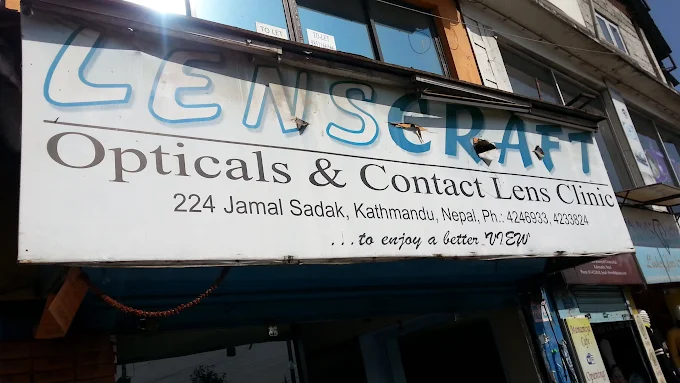 TO LET
TO LET
LENSCRAFT
Opticals & Contact Lens Clinic
224 Jamal Sadak, Kathmandu, Nepal, Ph.: 4246933, 4233824
...to enjoy a better 'VIEW'